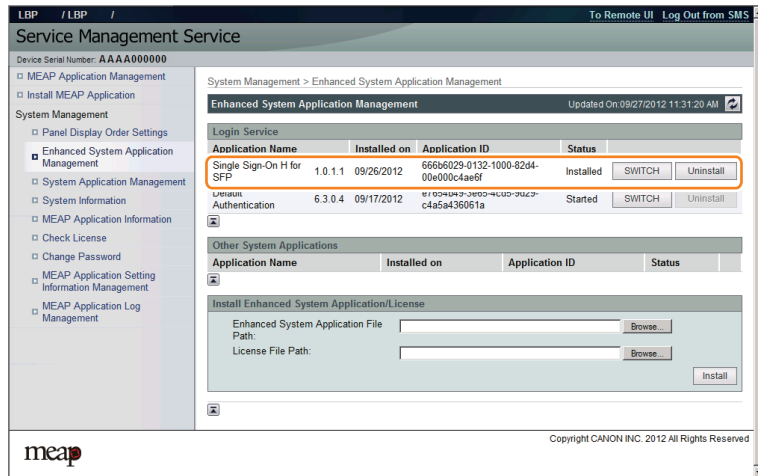 LBP / LBP /
To Remote UI Log Out from SMS
Service Management Service
Device Serial Number: AAAA000000
MEAP Application Management
Install MEAP Application
System Management
Panel Display Order Settings
Enhanced System Application
Management
System Application Management
System Information
MEAP Application Information
Check License
Change Password
MEAP Application Setting
Information Management
MEAP Application Log
Management
System Management > Enhanced System Application Management
Enhanced System Application Management Updated On:09/27/2012 11:31:20 AM
Login Service
Application Name Installed on Application ID Status
Single Sign-On H for
SFP 1.0.1.1 09/26/2012 666b6029-0132-1000-82d4-
00e000c4ae6f Installed SWITCH Uninstall
Default
Authentication 6.3.0.4 09/17/2012 e7654b49-3e65-4cd5-9d29-
c4a5a436061a Started SWITCH Uninstall
Other System Applications
Application Name Installed on Application ID Status
Install Enhanced System Application/License
Enhanced System Application File
Path: Browse...
License File Path: Browse...
Install
Copyright CANON INC. 2012 All Rights Reserved
meap